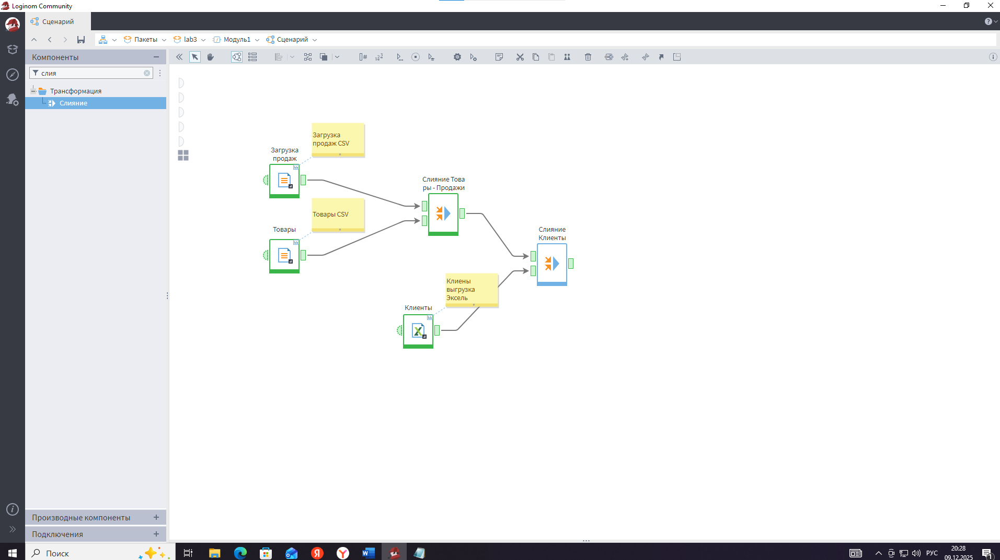 Loginom Community
Сценарий
Пакеты
lab3
Модуль1
Сценарий
Компоненты
слия
Трансформация
Слияние
Загрузка
продаж CSV
Загрузка
продаж
Товары CSV
Товары
Слияние Това
ры - Продажи
Слияние
Клиенты
Клиены
выгрузка
Эксель
Клиенты
Производные компоненты
Подключения
Поиск
РУС
20:28
09.12.2025
1